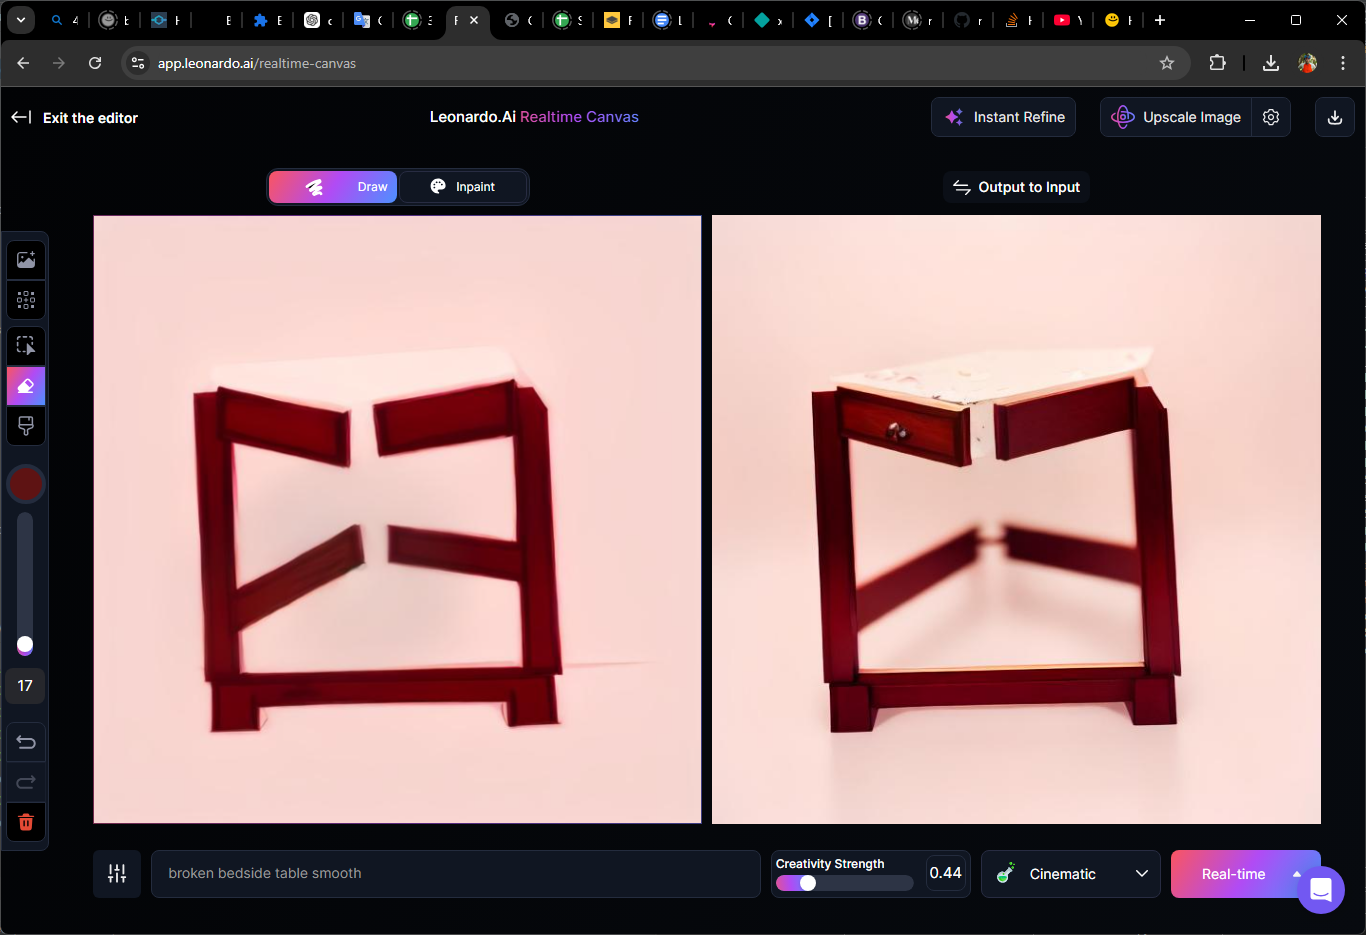 app.leonardo.ai/realtime-canvas
Exit the editor
Leonardo.Ai Realtime Canvas
Instant Refine
Upscale Image
Draw
Inpaint
Output to Input
17
broken bedside table smooth
Creativity Strength
0.44
Cinematic
Real-time